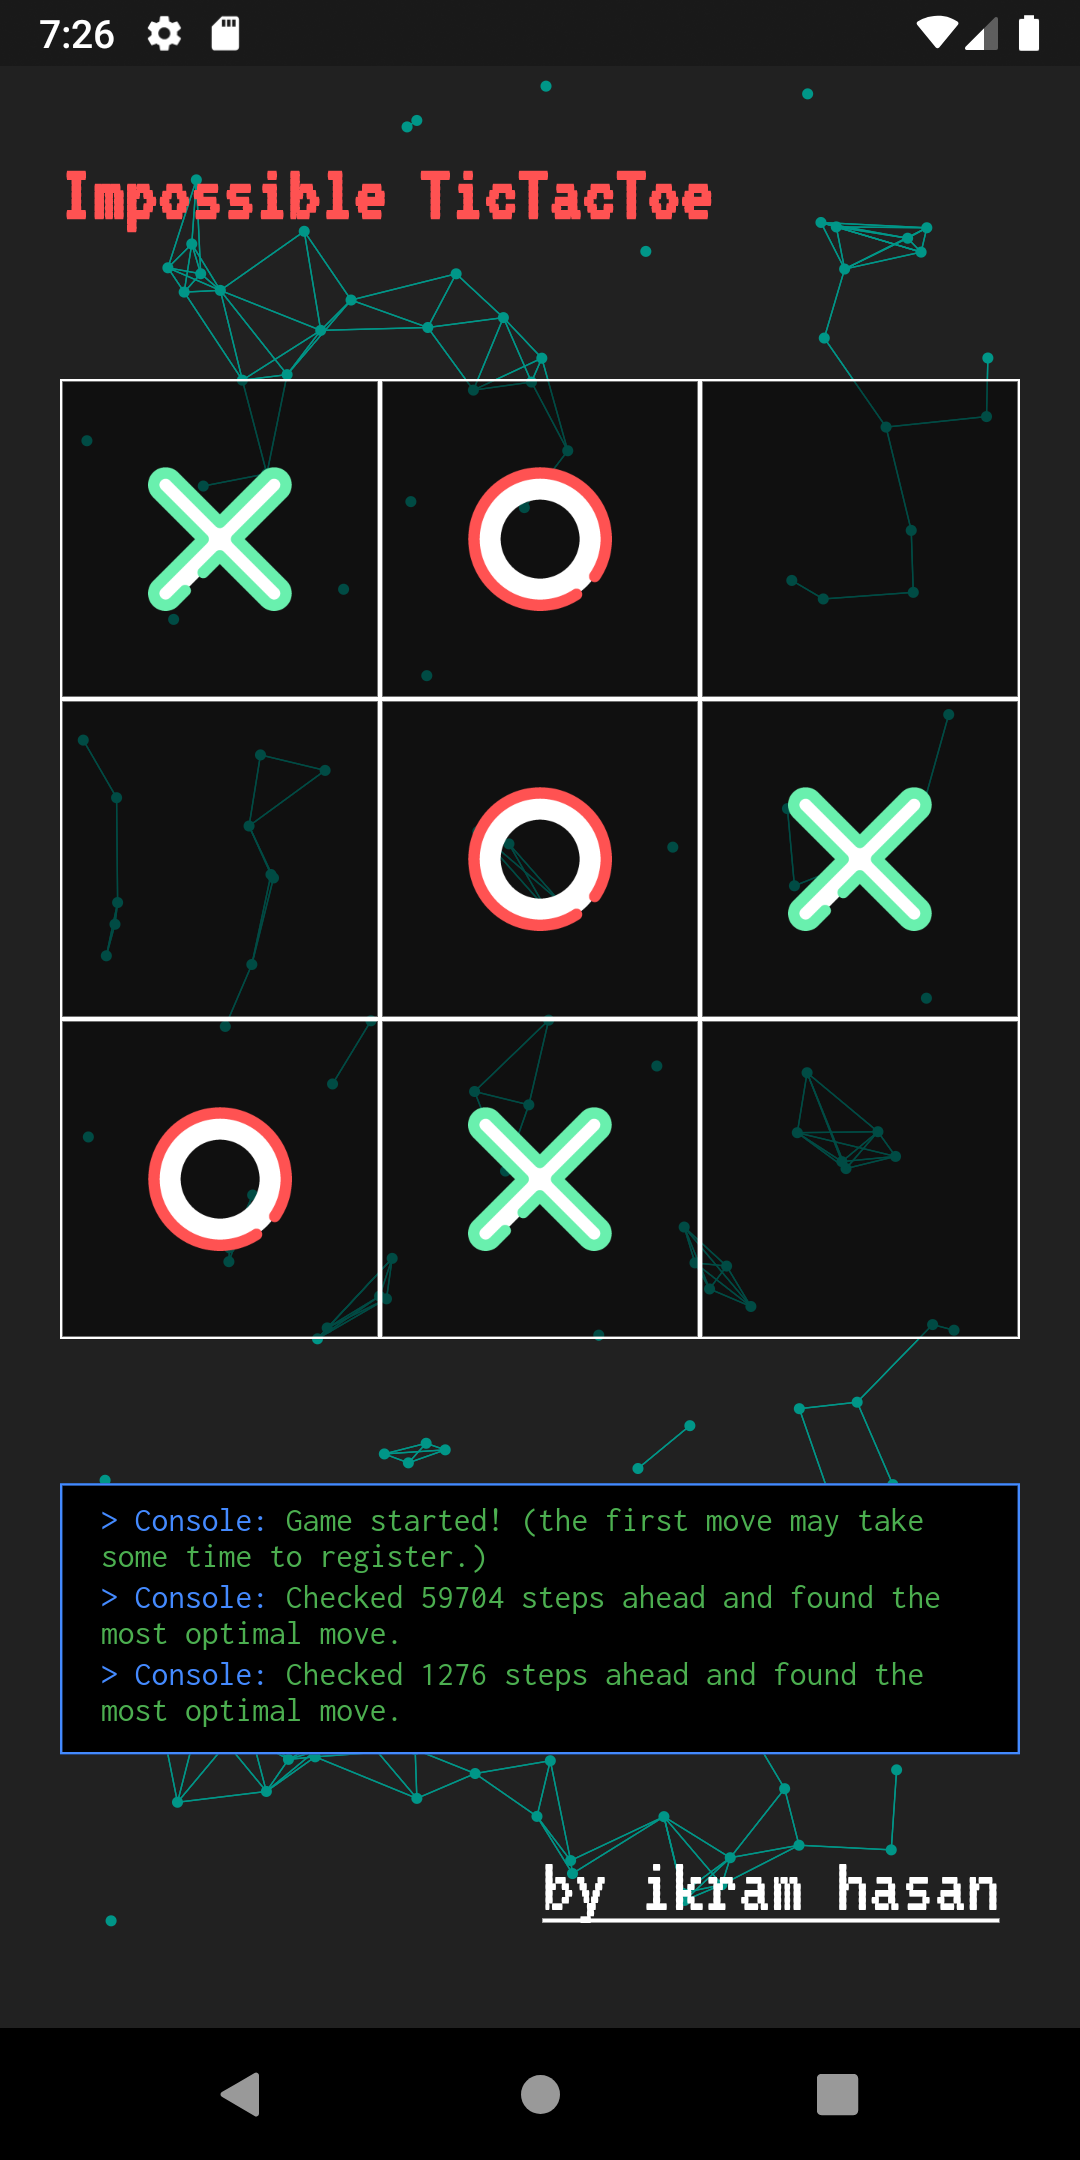 7:26
Impossible TicTacToe
> Console: Game started! (the first move may take
some time to register.)
> Console: Checked 59704 steps ahead and found the
most optimal move.
> Console: Checked 1276 steps ahead and found the
most optimal move.
by ikram hasan